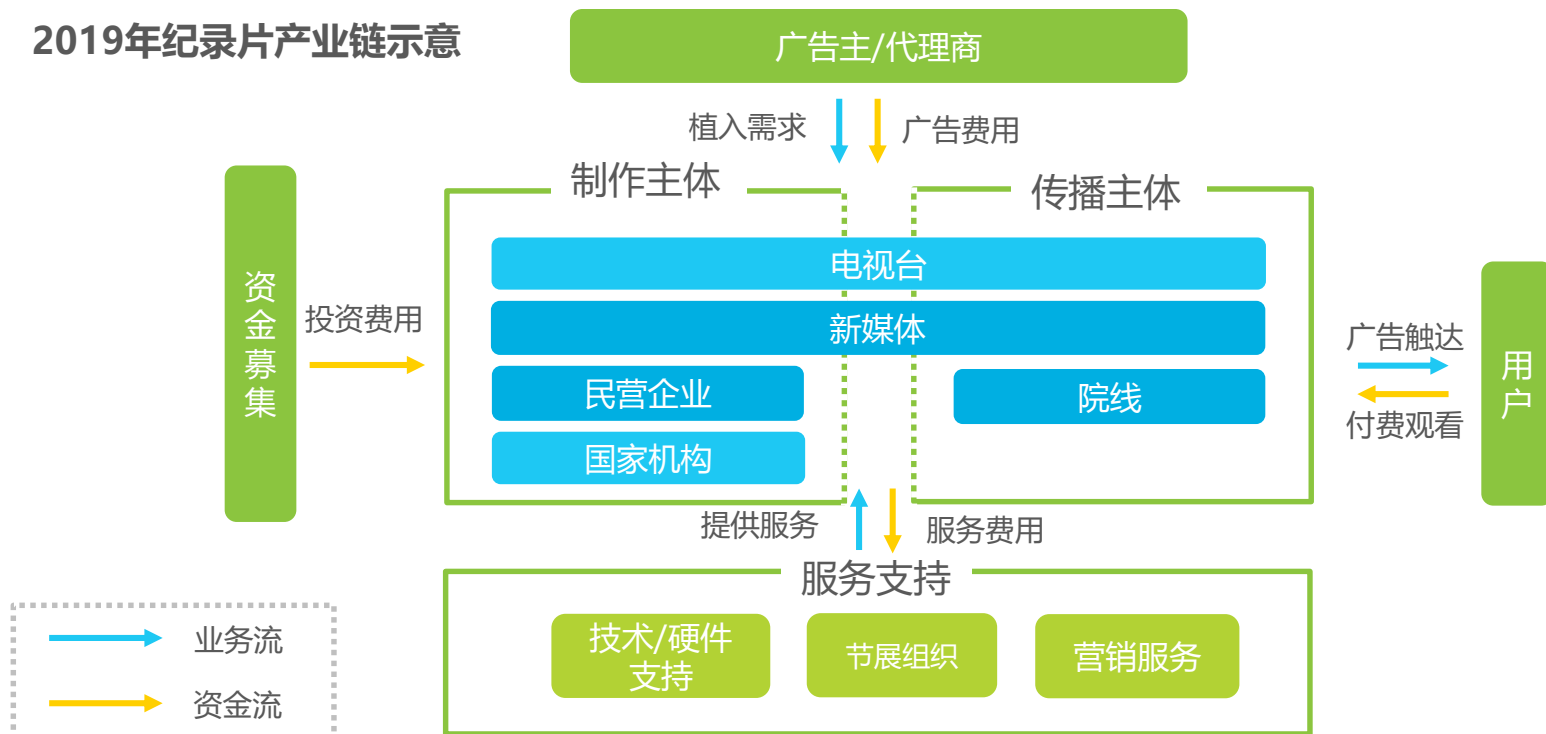 2019年纪录片产业链示意
广告主/代理商
植入需求
广告费用
制作主体
传播主体
资金募集
投资费用
电视台
新媒体
民营企业
国家机构
院线
广告触达
付费观看
用户
提供服务
服务费用
服务支持
技术/硬件
支持
节展组织
营销服务
业务流
资金流